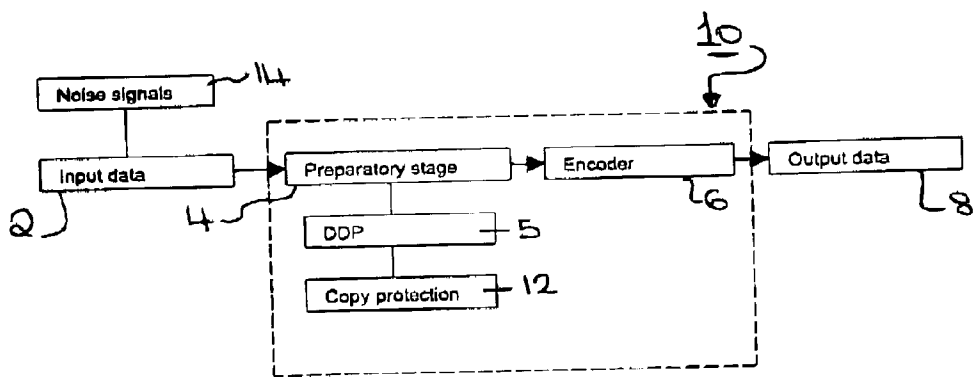 10
14
Noise signals
Input data
Preparatory stage
Encoder
Output data
2
4
6
8
DDP
5
Copy protection
12